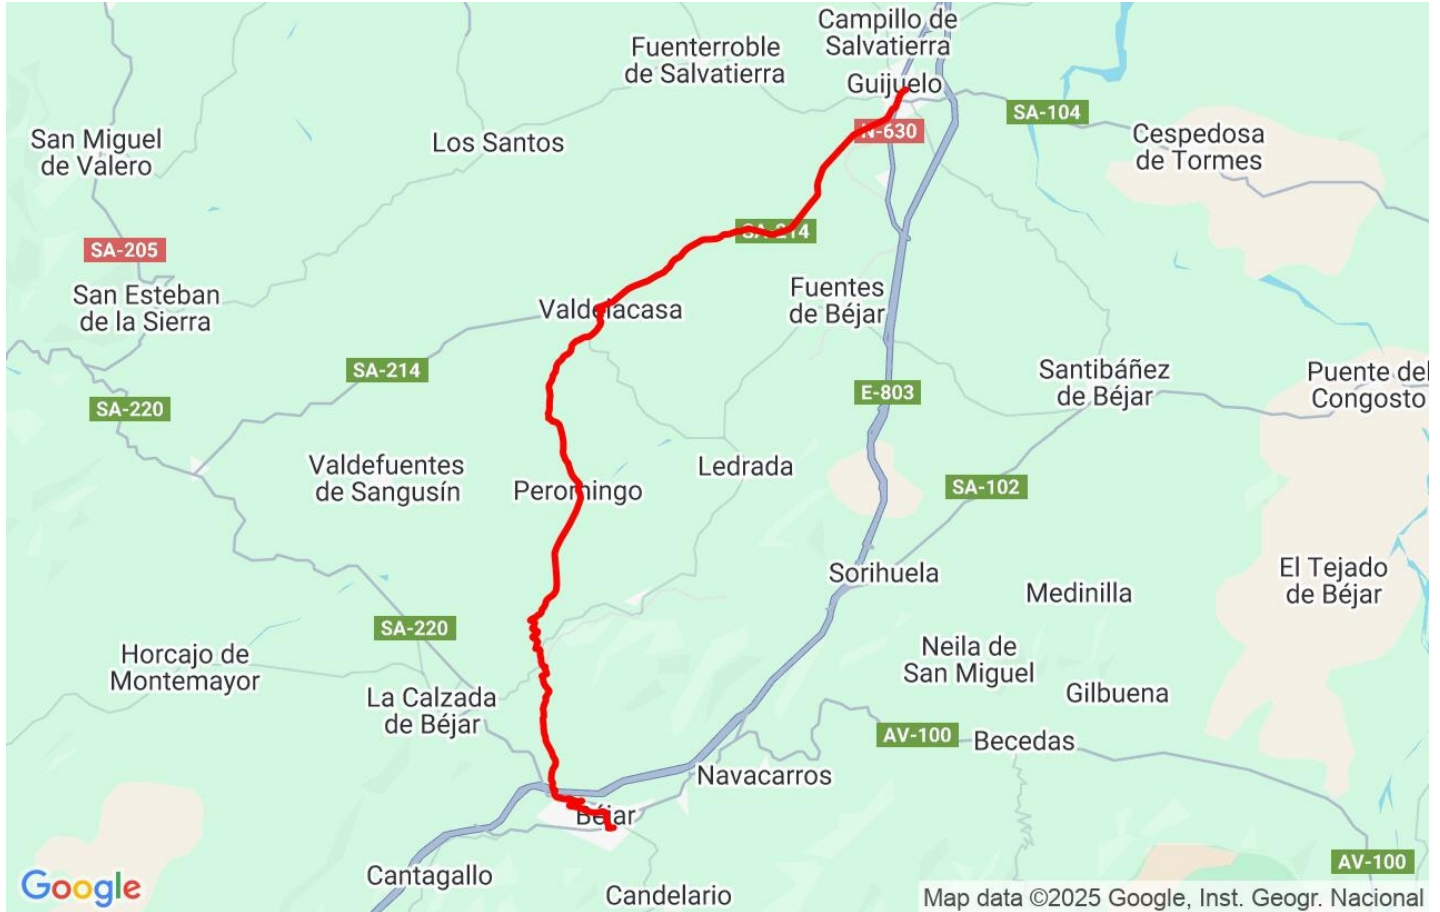 Campillo de
Salvatierra
Fuenterroble
de Salvatierra
Guijuelo
SA-104
N-630
San Miguel
de Valero
Los Santos
Cespedosa
de Tormes
SA-214
SA-205
San Esteban
de la Sierra
Valdelacasa
Fuentes
de Béjar
SA-214
E-803
Santibáñez
de Béjar
Puente del
Congosto
SA-220
Valdefuentes
de Sangusín
Peromingo
Ledrada
SA-102
Sorihuela
Medinilla
El Tejado
de Béjar
SA-220
Horcajo de
Montemayor
Neila de
San Miguel
Gilbuena
La Calzada
de Béjar
AV-100
Becedas
Navacarros
Béjar
Cantagallo
Candelario
AV-100
Google
Map data ©2025 Google, Inst. Geogr. Nacional